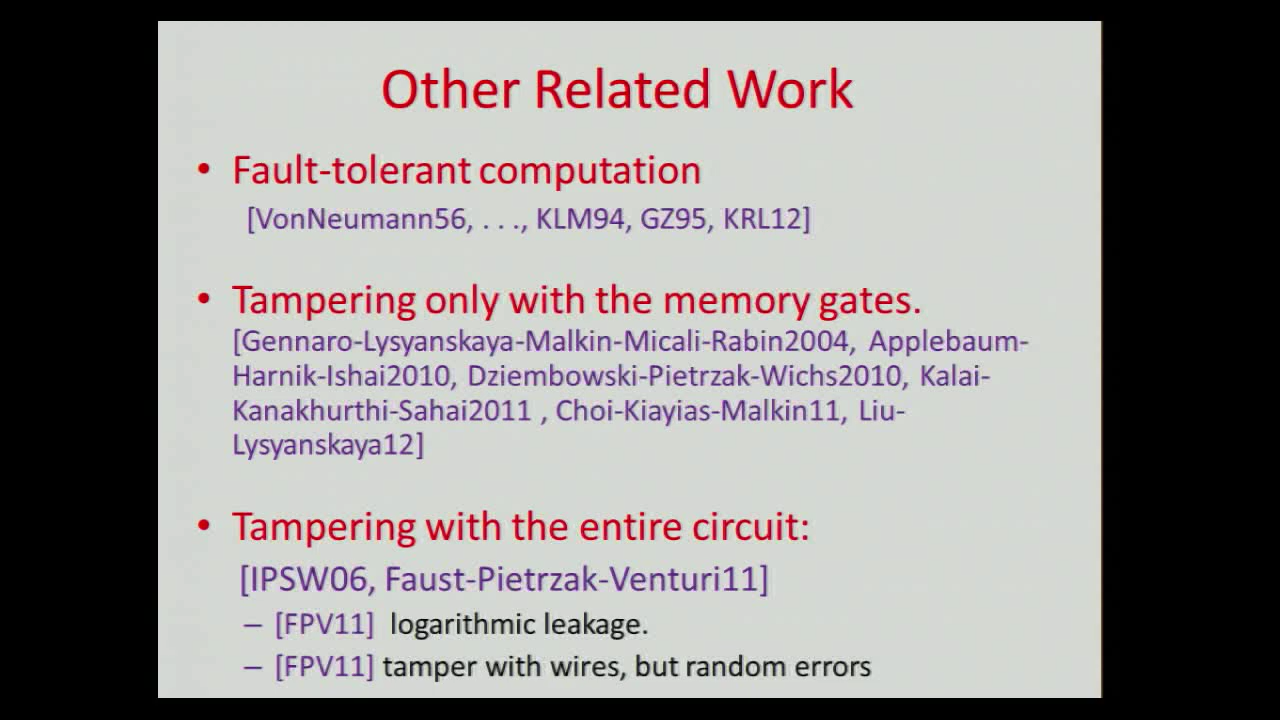 Other Related Work
• Fault-tolerant computation
[VonNeumann56, . . ., KLM94, GZ95, KRL12]
• Tampering only with the memory gates.
[Gennaro-Lysyanskaya-Malkin-Micali-Rabin2004, Applebaum-
Harnik-Ishai2010, Dziembowski-Pietrzak-Wichs2010, Kalai-
Kanakhurthi-Sahai2011 , Choi-Kiayias-Malkin11, Liu-
Lysyanskaya12]
• Tampering with the entire circuit:
[IPSW06, Faust-Pietrzak-Venturi11]
– [FPV11] logarithmic leakage.
– [FPV11] tamper with wires, but random errors